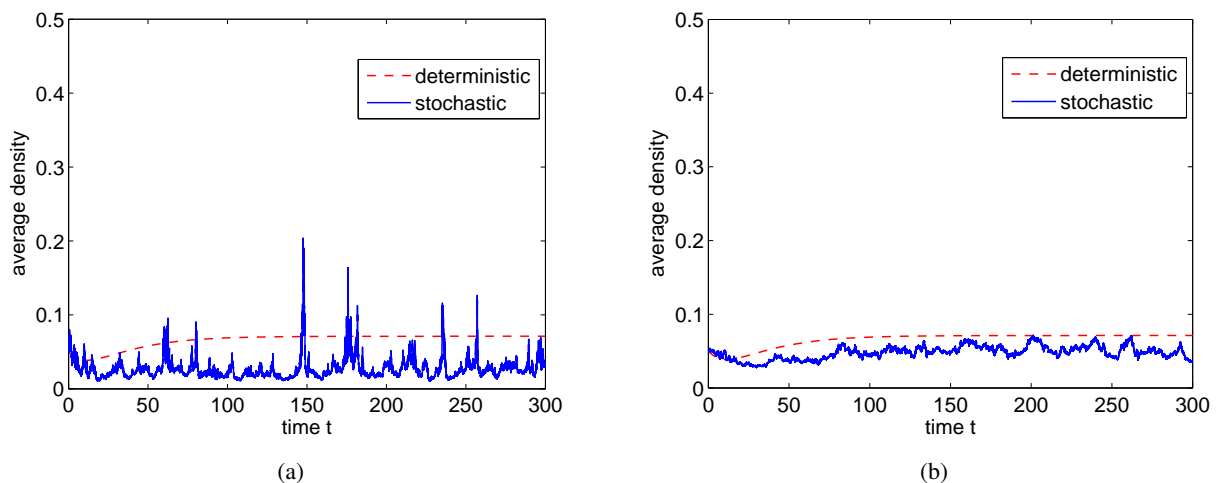 0.5
0.4
0.3
0.2
0.1
0
0 50 100 150 200 250 300
average density
time t
deterministic
stochastic
(a)
0.5
0.4
0.3
0.2
0.1
0
0 50 100 150 200 250 300
average density
time t
deterministic
stochastic
(b)